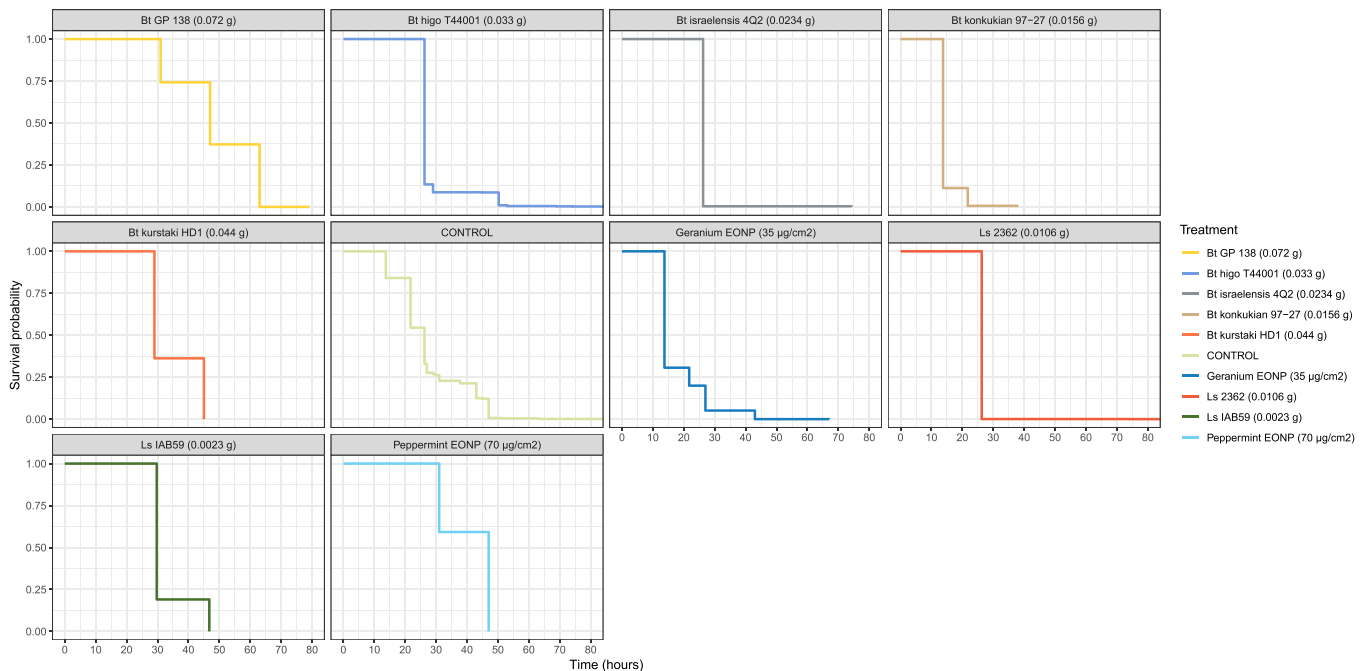 Bt GP 138 (0.072 g)
Bt higo T44001 (0.033 g)
Bt israelensis 4Q2 (0.0234 g)
Bt konkukian 97−27 (0.0156 g)
1.00
0.75
0.50
0.25
0.00
Bt kurstaki HD1 (0.044 g)
CONTROL
Geranium EONP (35 µg/cm2)
Ls 2362 (0.0106 g)
1.00
0.75
0.50
0.25
0.00
0 10 20 30 40 50 60 70 80
0 10 20 30 40 50 60 70 80
Ls IAB59 (0.0023 g)
Peppermint EONP (70 µg/cm2)
1.00
0.75
0.50
0.25
0.00
0 10 20 30 40 50 60 70 80
0 10 20 30 40 50 60 70 80
Survival probability
Time (hours)
Treatment
Bt GP 138 (0.072 g)
Bt higo T44001 (0.033 g)
Bt israelensis 4Q2 (0.0234 g)
Bt konkukian 97−27 (0.0156 g)
Bt kurstaki HD1 (0.044 g)
CONTROL
Geranium EONP (35 µg/cm2)
Ls 2362 (0.0106 g)
Ls IAB59 (0.0023 g)
Peppermint EONP (70 µg/cm2)